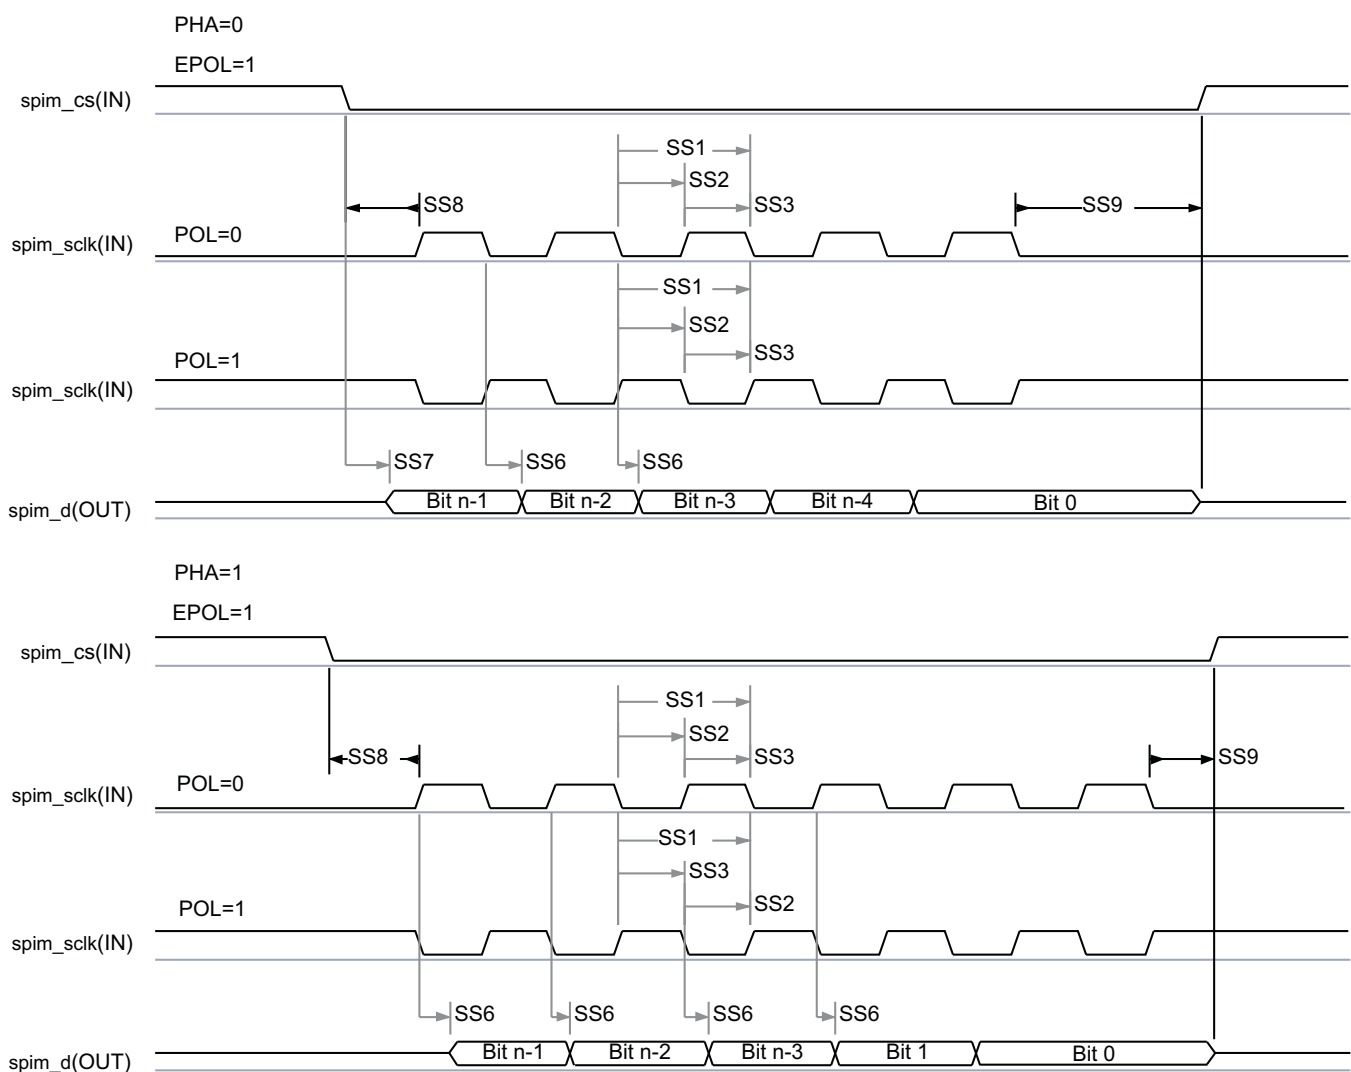 PHA=0
EPOL=1
spim_cs(IN)
SS1
SS2
SS8
SS3
SS9
POL=0
spim_sclk(IN)
SS1
SS2
SS3
POL=1
spim_sclk(IN)
SS7
SS6
SS6
spim_d(OUT)
Bit n-1
Bit n-2
Bit n-3
Bit n-4
Bit 0
PHA=1
EPOL=1
spim_cs(IN)
SS1
SS2
SS8
SS3
SS9
POL=0
spim_sclk(IN)
SS1
SS3
SS2
POL=1
spim_sclk(IN)
SS6
SS6
SS6
SS6
spim_d(OUT)
Bit n-1
Bit n-2
Bit n-3
Bit 1
Bit 0